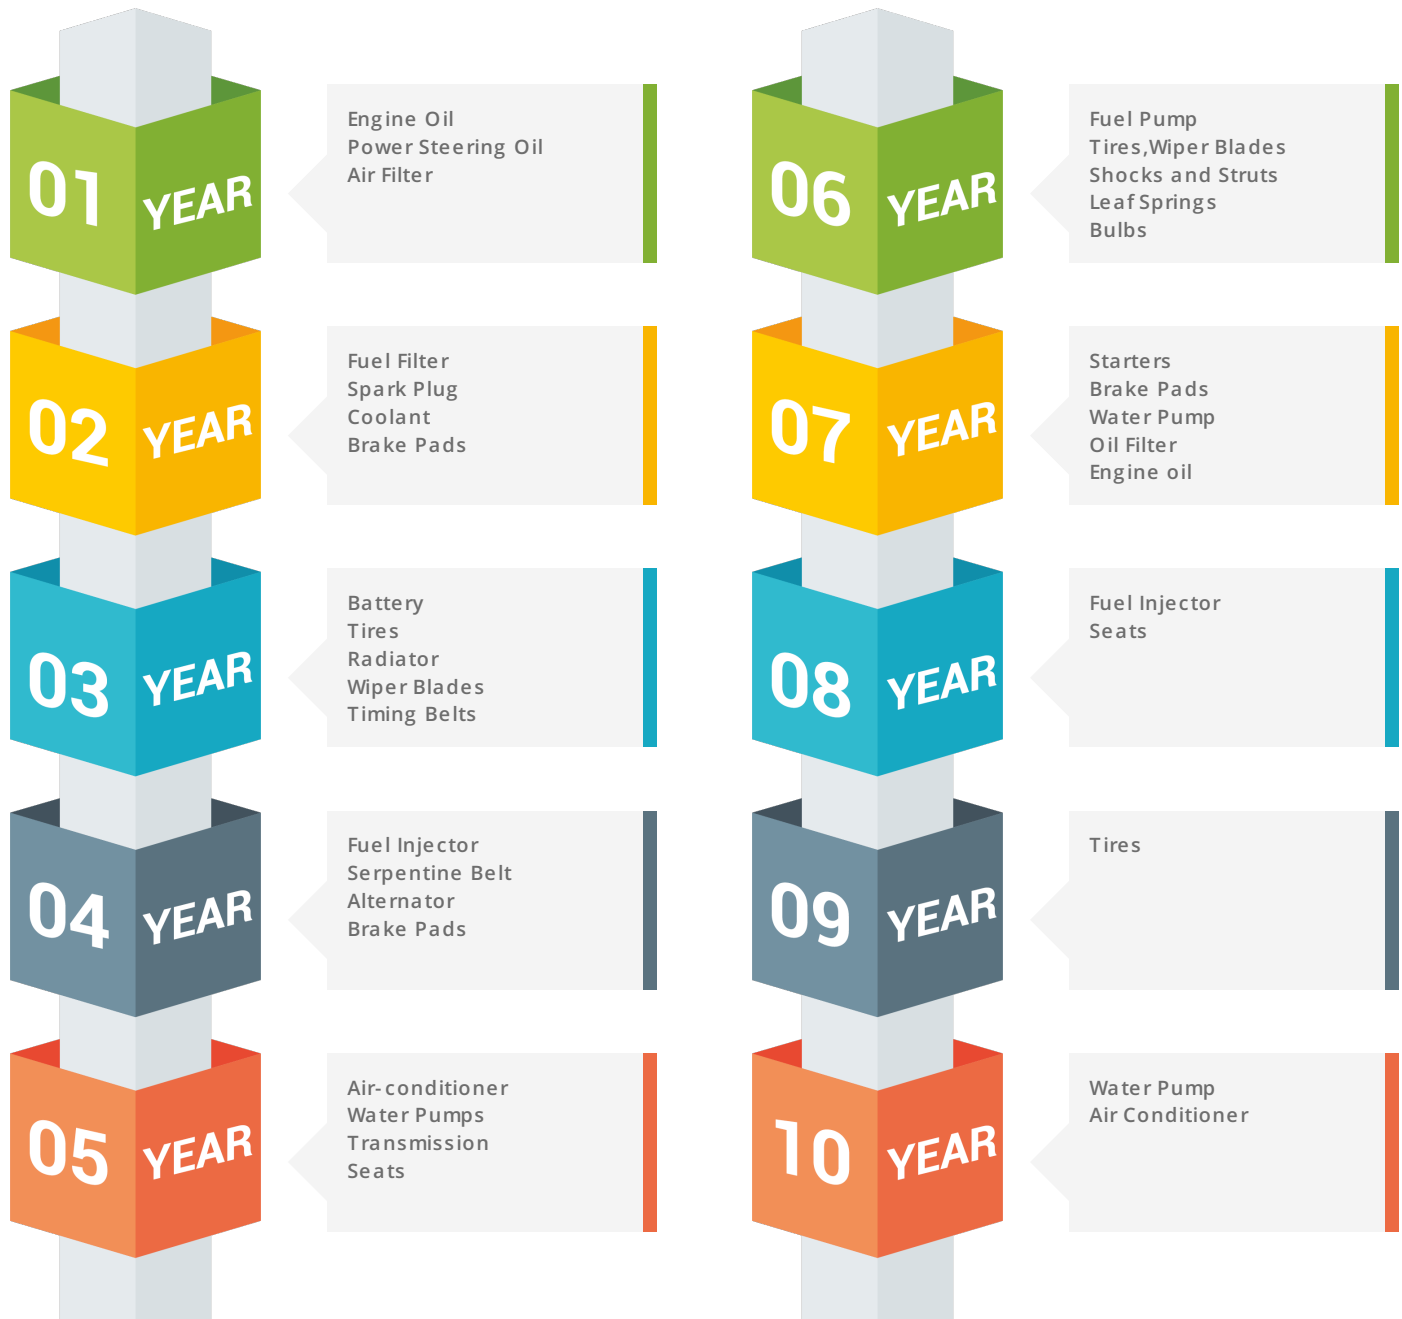 01 YEAR
Engine Oil
Power Steering Oil
Air Filter
02 YEAR
Fuel Filter
Spark Plug
Coolant
Brake Pads
03 YEAR
Battery
Tires
Radiator
Wiper Blades
Timing Belts
04 YEAR
Fuel Injector
Serpentine Belt
Alternator
Brake Pads
05 YEAR
Air-conditioner
Water Pumps
Transmission
Seats
06 YEAR
Fuel Pump
Tires,Wiper Blades
Shocks and Struts
Leaf Springs
Bulbs
07 YEAR
Starters
Brake Pads
Water Pump
Oil Filter
Engine oil
08 YEAR
Fuel Injector
Seats
09 YEAR
Tires
10 YEAR
Water Pump
Air Conditioner